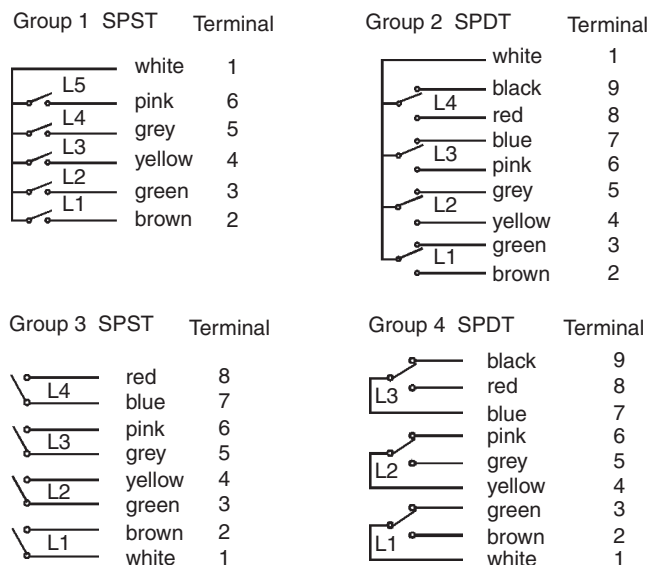 Group 1 SPST Terminal
white 1
L5
pink 6
L4
grey 5
L3
yellow 4
L2
green 3
L1
brown 2
Group 2 SPDT Terminal
white 1
black 9
L4
red 8
blue 7
L3
pink 6
grey 5
L2
yellow 4
green 3
L1
brown 2
Group 3 SPST Terminal
red 8
L4
blue 7
pink 6
L3
grey 5
yellow 4
L2
green 3
brown 2
L1
white 1
Group 4 SPDT Terminal
black 9
red 8
L3
blue 7
pink 6
grey 5
L2
yellow 4
green 3
brown 2
L1
white 1